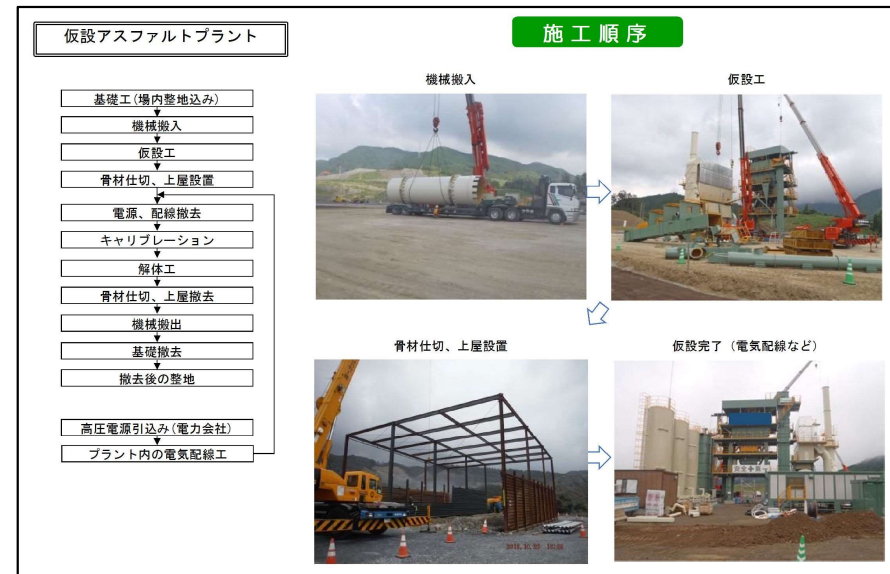 仮設アスファルトプラント
施工順序
基礎工(場内整地込み)
機械搬入
仮設工
骨材仕切、上屋設置
電源、配線撤去
キャリブレーション
解体工
骨材仕切、上屋撤去
機械搬出
基礎撤去
撤去後の整地
高圧電源引込み(電力会社)
プラント内の電気配線工
機械搬入
仮設工
骨材仕切、上屋設置
仮設完了（電気配線など）